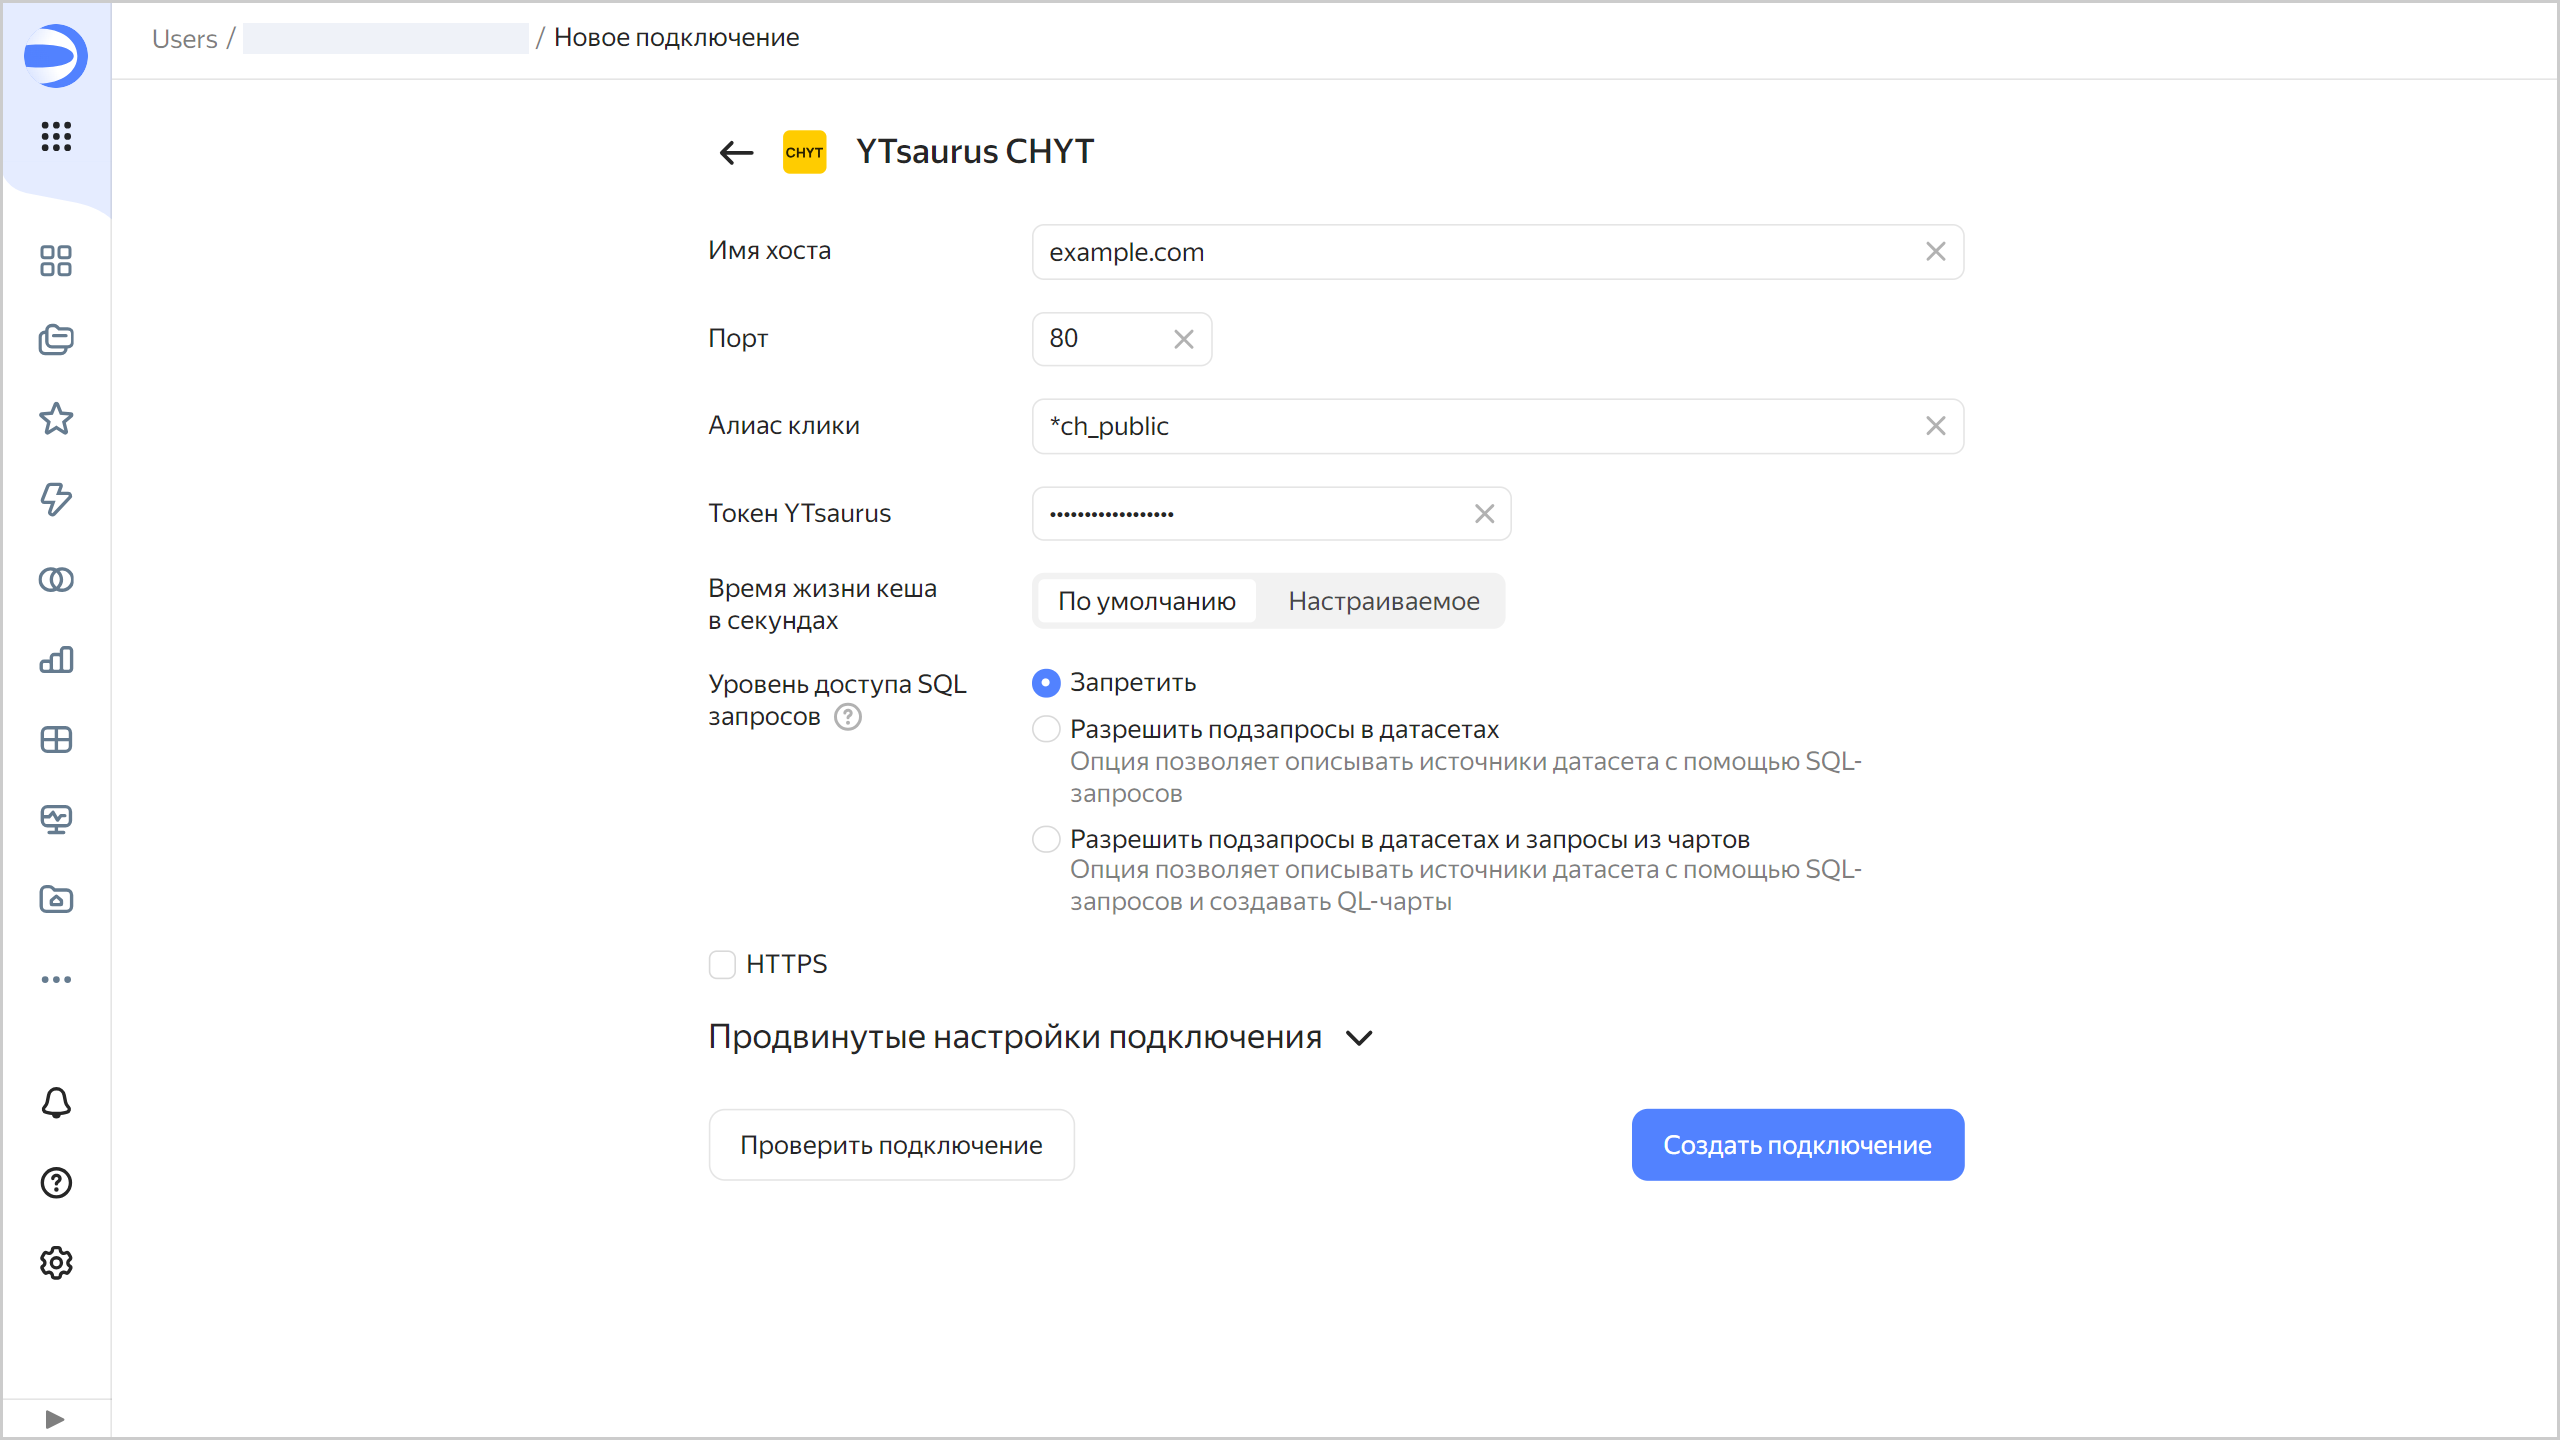 Users / / Новое подключение
CHYT YTsaurus CHYT
Имя хоста example.com
Порт 80
Алиас клики *ch_public
Токен YTsaurus ••••••••••••••••••
Время жизни кеша
в секундах
По умолчанию Настраиваемое
Уровень доступа SQL
запросов
Запретить
Разрешить подзапросы в датасетах
Опция позволяет описывать источники датасета с помощью SQL-
запросов
Разрешить подзапросы в датасетах и запросы из чартов
Опция позволяет описывать источники датасета с помощью SQL-
запросов и создавать QL-чарты
HTTPS
Продвинутые настройки подключения
Проверить подключение Создать подключение